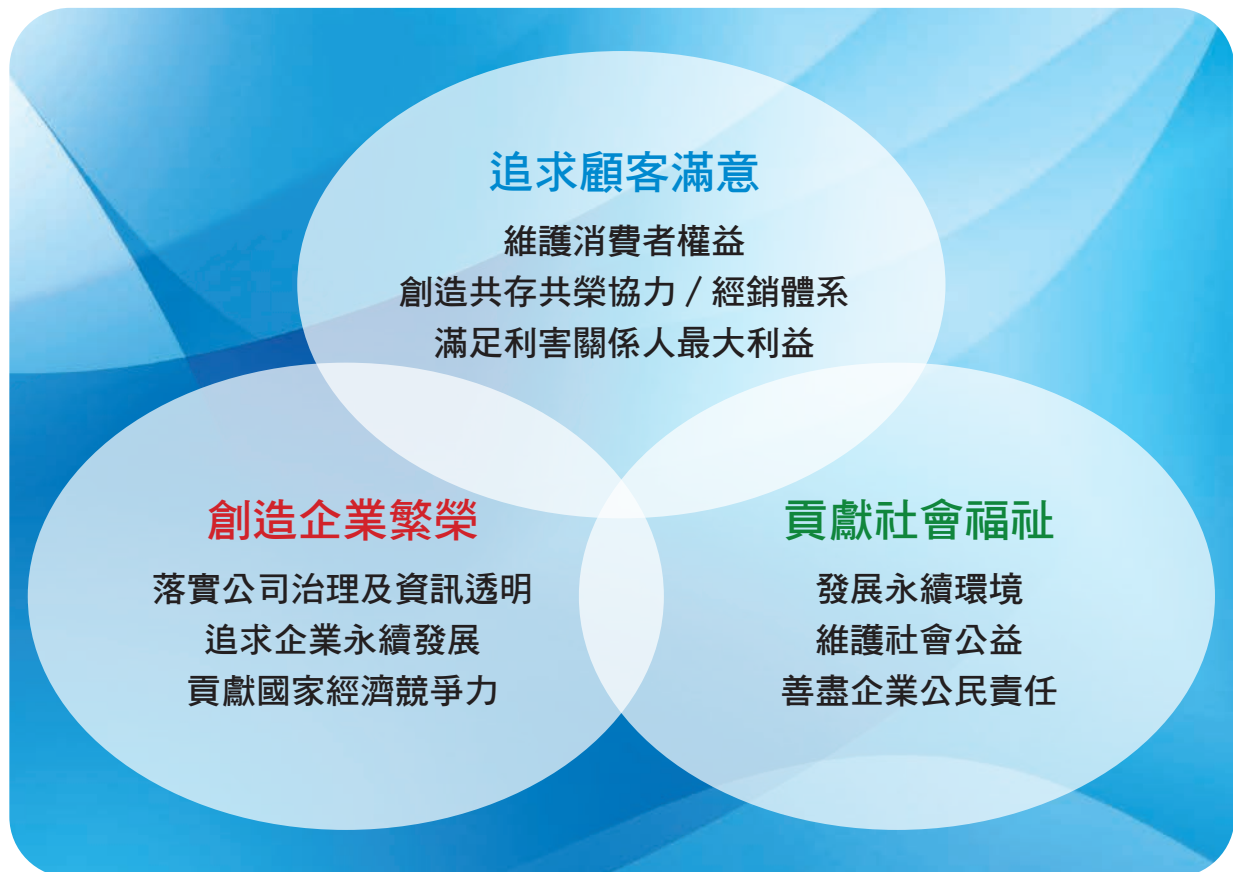 追求顧客滿意
維護消費者權益
創造共存共榮協力 / 經銷體系
滿足利害關係人最大利益
創造企業繁榮
落實公司治理及資訊透明
追求企業永續發展
貢獻國家經濟競爭力
貢獻社會福祉
發展永續環境
維護社會公益
善盡企業公民責任